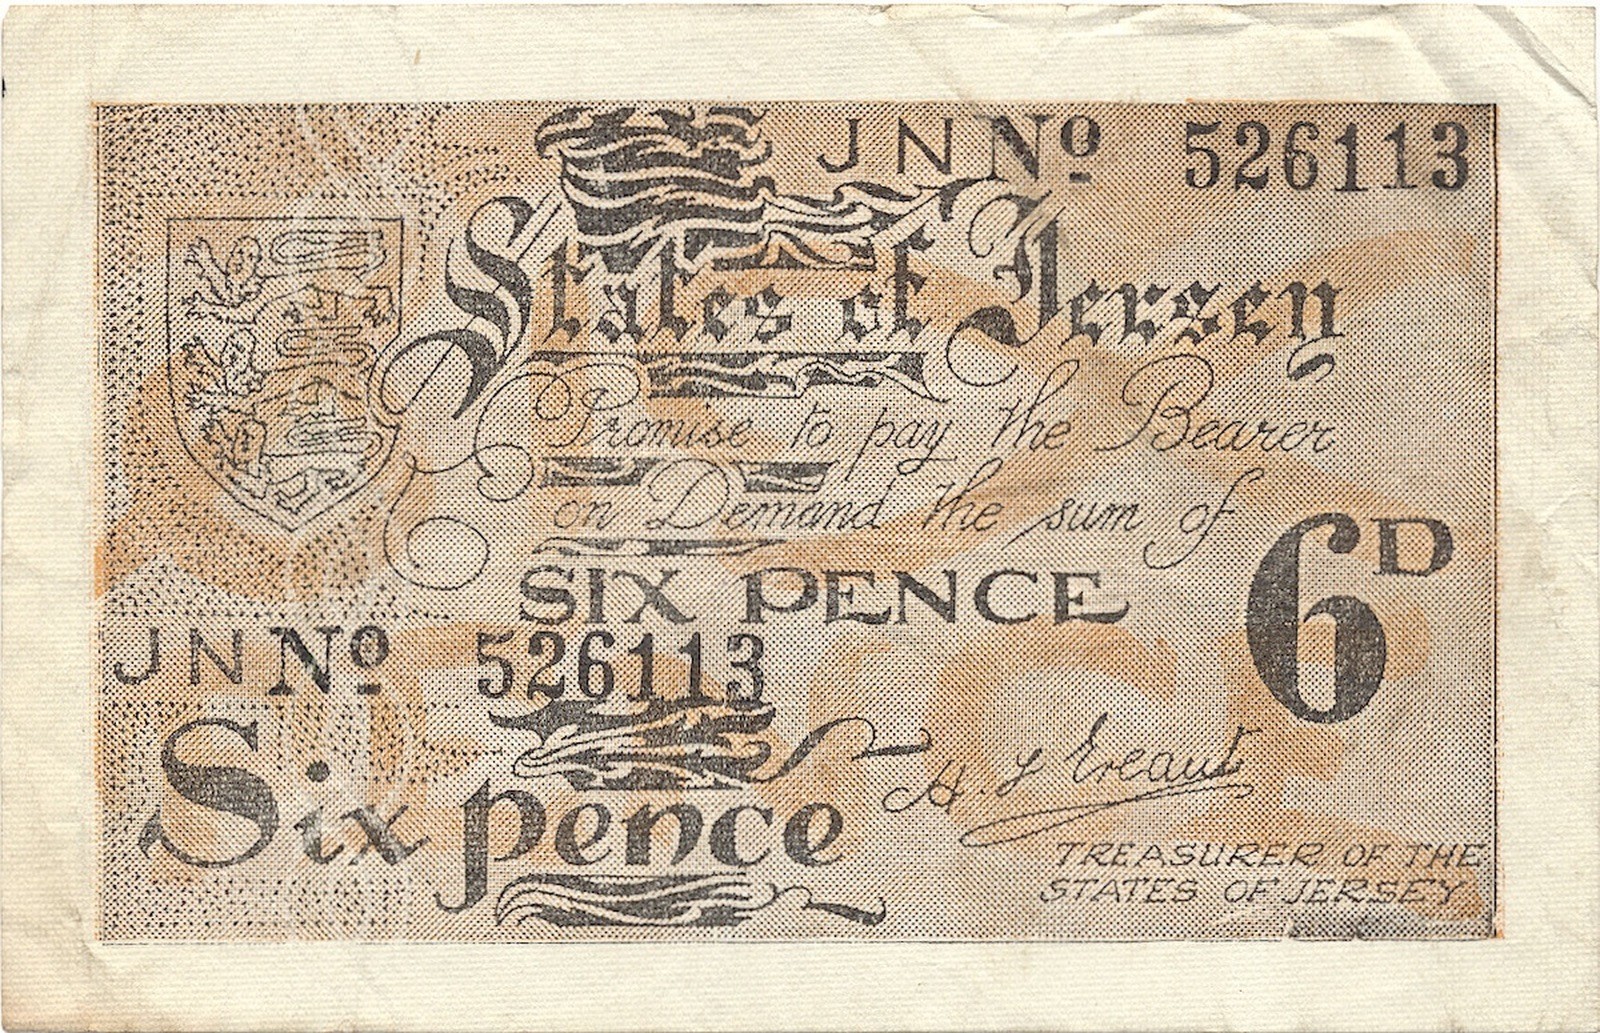 JN Nº 526113
States of Jersey
Promise to pay the Bearer
on Demand the sum of
SIX PENCE
6D
JN Nº 526113
Six pence
H. F. Ereaut
TREASURER OF THE
STATES OF JERSEY